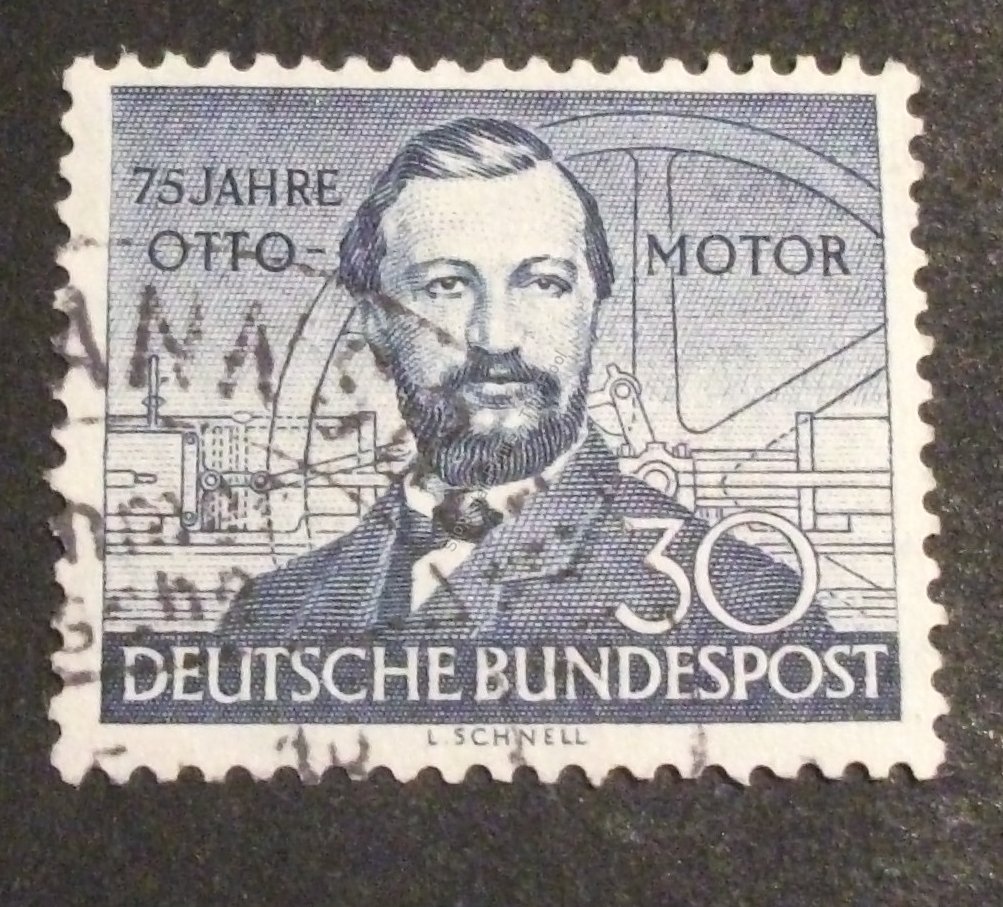 75 JAHRE
OTTO-MOTOR
30
DEUTSCHE BUNDESPOST
L. SCHNELL